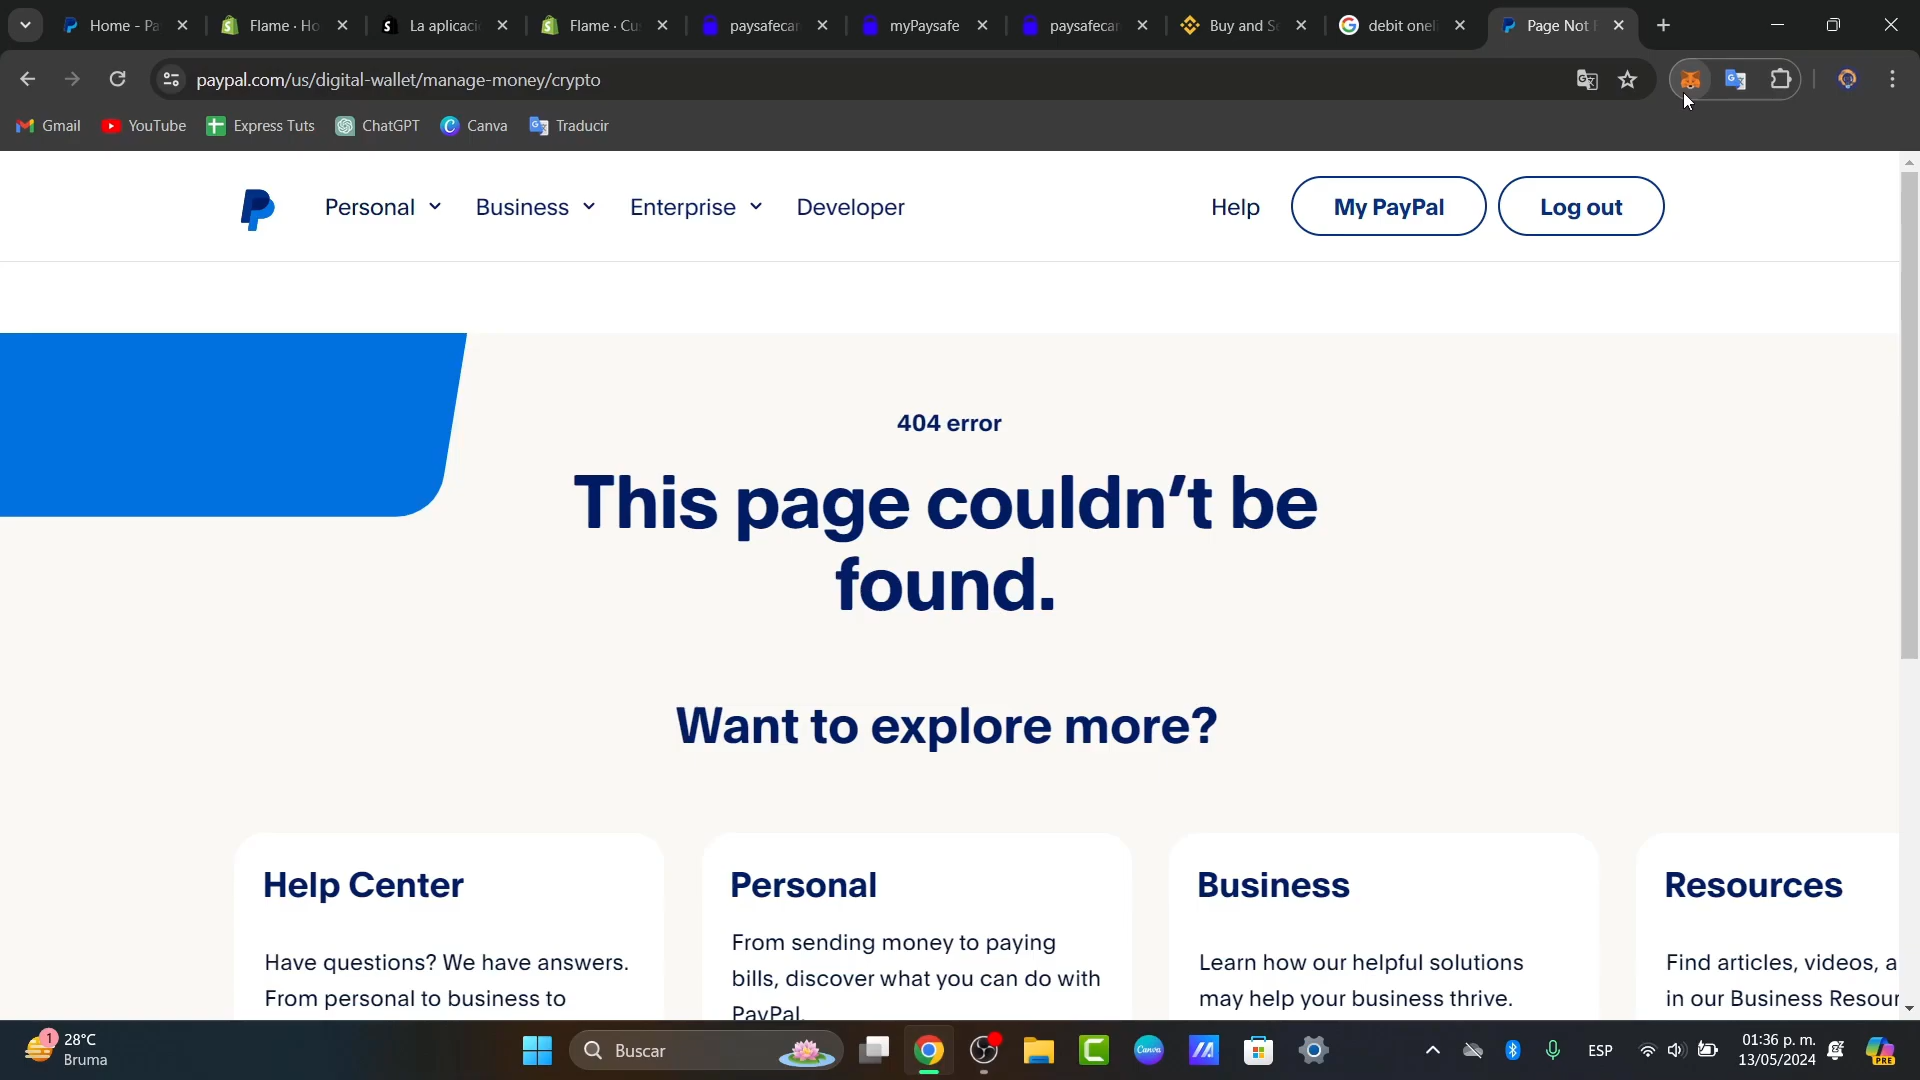 Home - Pa
Flame · Ho
La aplicaci
Flame · Cu
paysafecar
myPaysafe
paysafecar
Buy and Se
debit oneli
Page Not F
paypal.com/us/digital-wallet/manage-money/crypto
Gmail
YouTube
Express Tuts
ChatGPT
Canva
Traducir
Personal
Business
Enterprise
Developer
Help
My PayPal
Log out
404 error
This page couldn’t be
found.
Want to explore more?
Help Center
Have questions? We have answers.
From personal to business to
Personal
From sending money to paying
bills, discover what you can do with
PayPal.
Business
Learn how our helpful solutions
may help your business thrive.
Resources
Find articles, videos, a
in our Business Resour
1
28°C
Bruma
Buscar
Canva
ESP
01:36 p. m.
13/05/2024
PRE